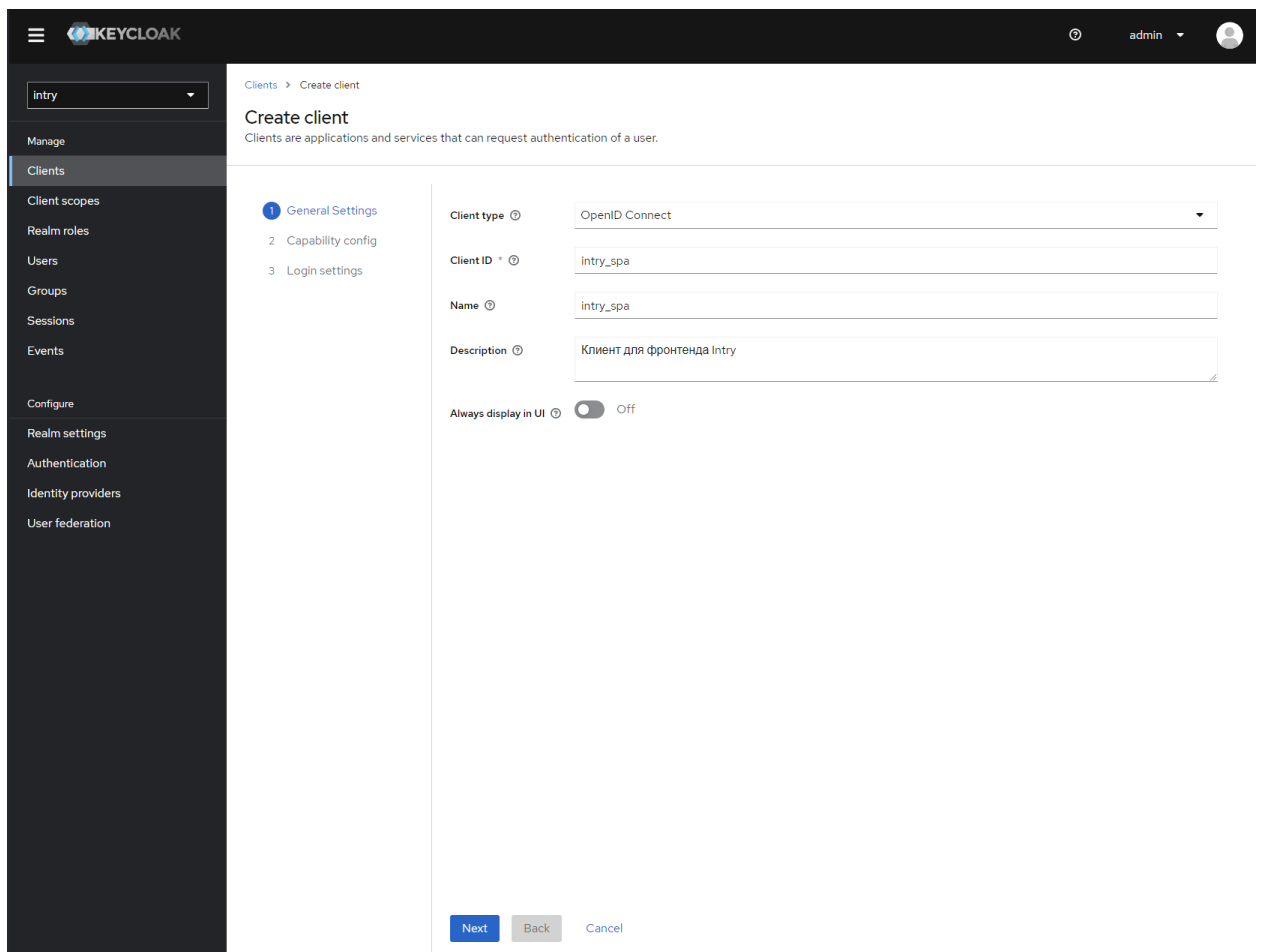 KEYCLOAK
admin
intry
Manage
Clients
Client scopes
Realm roles
Users
Groups
Sessions
Events
Configure
Realm settings
Authentication
Identity providers
User federation
Clients > Create client
Create client
Clients are applications and services that can request authentication of a user.
1 General Settings
2 Capability config
3 Login settings
Client type OpenID Connect
Client ID * intry_spa
Name intry_spa
Description Клиент для фронтенда Intry
Always display in UI Off
Next Back Cancel